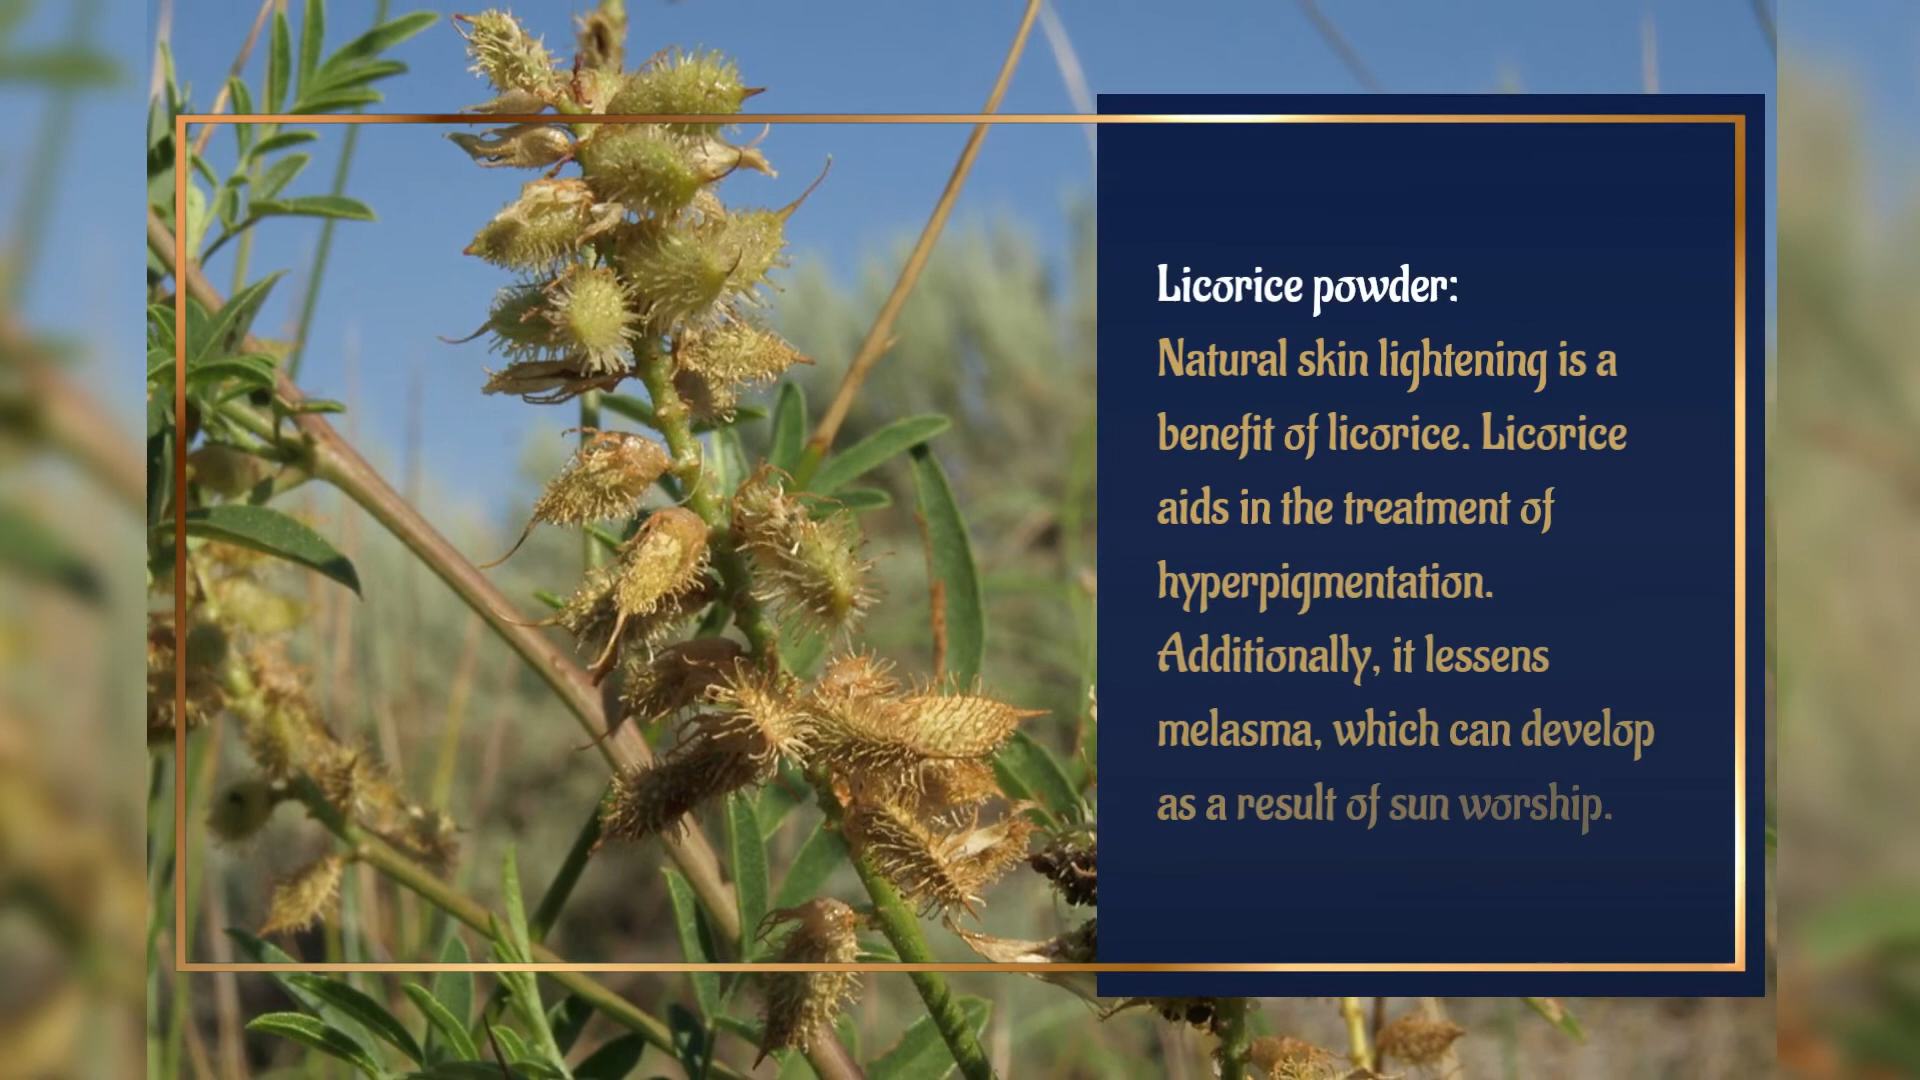 Licorice powder:
Natural skin lightening is a
benefit of licorice. Licorice
aids in the treatment of
hyperpigmentation.
Additionally, it lessens
melasma, which can develop
as a result of sun worship.